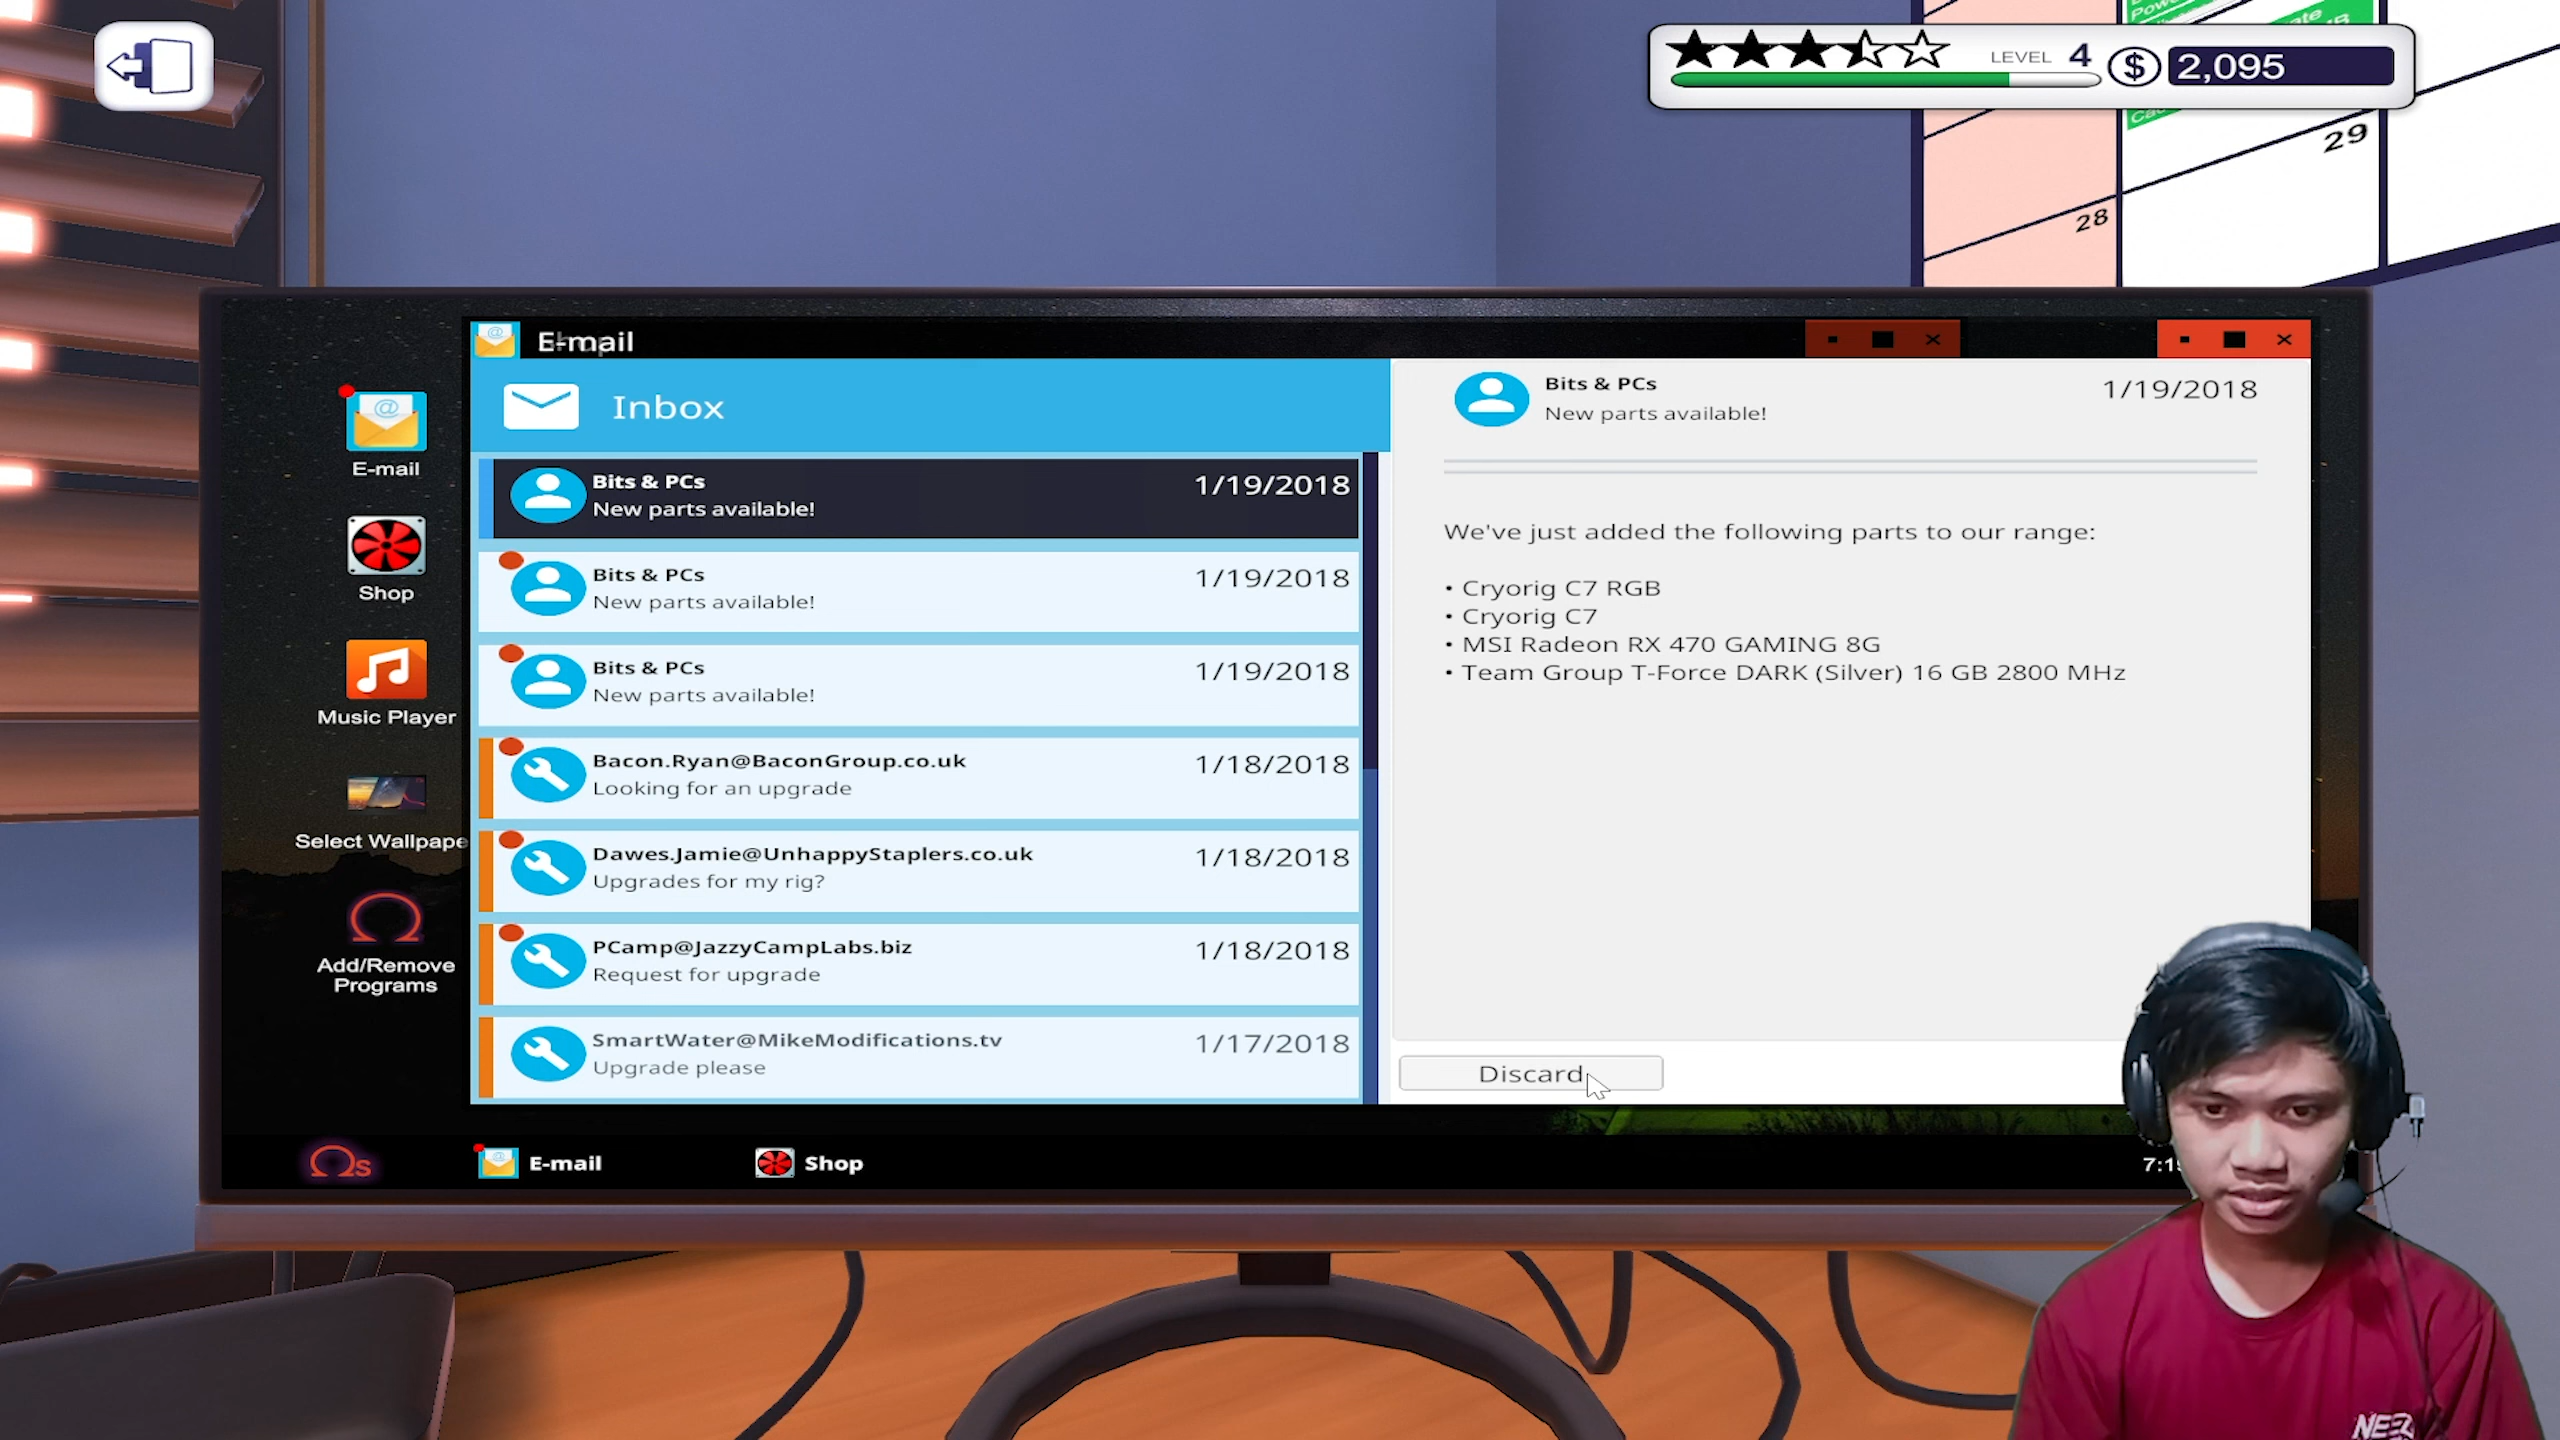 LEVEL 4 $ 2,095
29
28
E-mail
Inbox
Bits & PCs 1/19/2018
New parts available!
Bits & PCs 1/19/2018
New parts available!
Bits & PCs 1/19/2018
New parts available!
Bacon.Ryan@BaconGroup.co.uk 1/18/2018
Looking for an upgrade
Dawes.Jamie@UnhappyStaplers.co.uk 1/18/2018
Upgrades for my rig?
PCamp@JazzyCampLabs.biz 1/18/2018
Request for upgrade
SmartWater@MikeModifications.tv 1/17/2018
Upgrade please
Bits & PCs 1/19/2018
New parts available!
We've just added the following parts to our range:
• Cryorig C7 RGB
• Cryorig C7
• MSI Radeon RX 470 GAMING 8G
• Team Group T-Force DARK (Silver) 16 GB 2800 MHz
Discard
E-mail
Shop
Music Player
Select Wallpape
Add/Remove
Programs
Ωs E-mail Shop